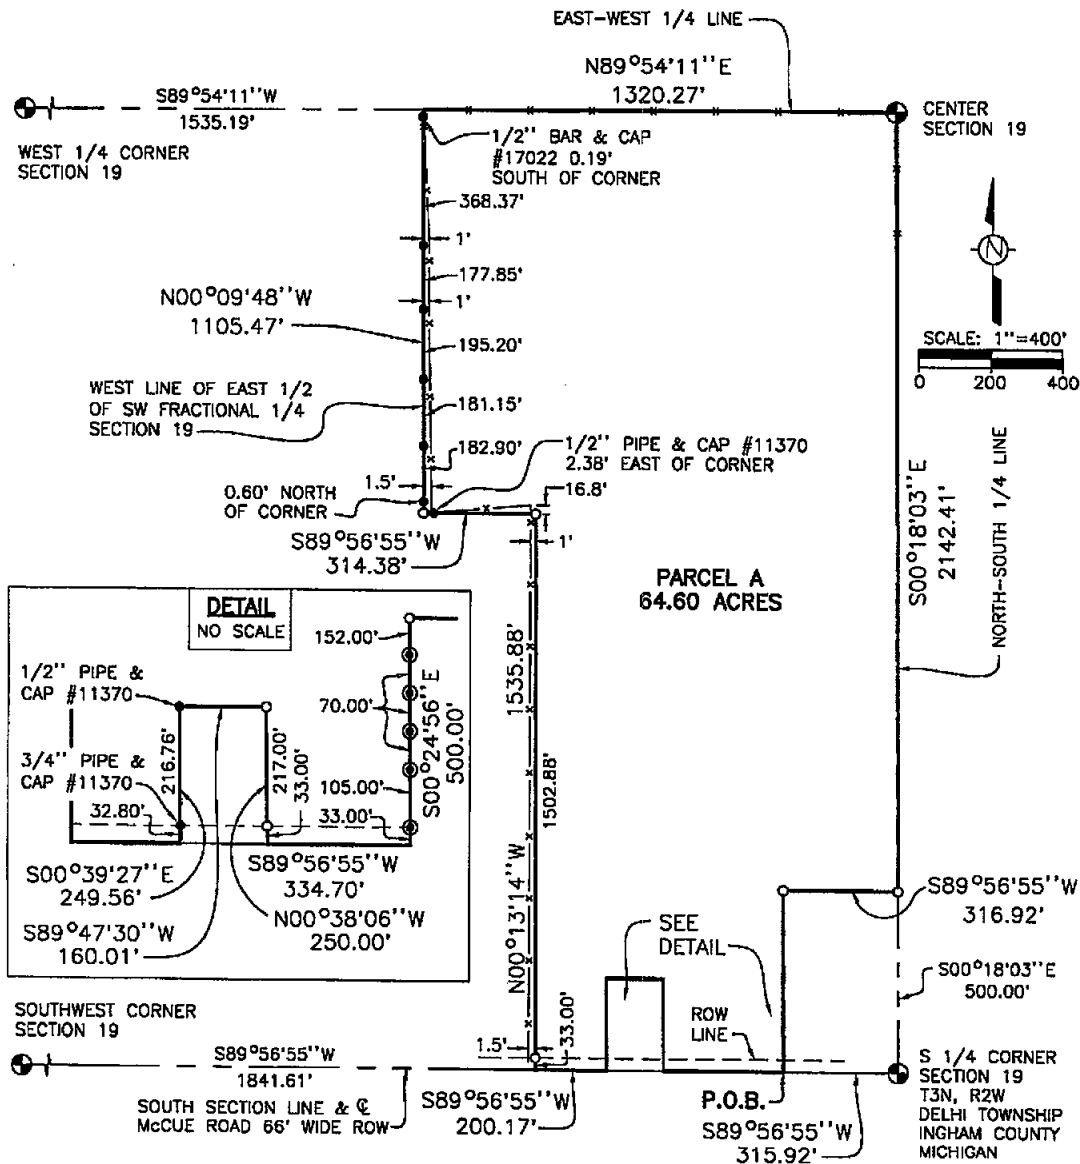 EAST-WEST 1/4 LINE
N89°54'11"E
1320.27'
S89°54'11"W
1535.19'
WEST 1/4 CORNER
SECTION 19
CENTER
SECTION 19
1/2" BAR & CAP
#17022 0.19'
SOUTH OF CORNER
368.37'
1'
177.85'
N00°09'48"W
1105.47'
1'
195.20'
N
SCALE: 1"=400'
0 200 400
WEST LINE OF EAST 1/2
OF SW FRACTIONAL 1/4
SECTION 19
181.15'
182.90'
1/2" PIPE & CAP #11370
2.38' EAST OF CORNER
1.5'
16.8'
0.60' NORTH
OF CORNER
S89°56'55"W
314.38'
1'
S00°18'03"E
2142.41'
NORTH-SOUTH 1/4 LINE
PARCEL A
64.60 ACRES
DETAIL
NO SCALE
152.00'
1/2" PIPE &
CAP #11370
70.00'
S00°24'56"E
500.00'
3/4" PIPE &
CAP #11370
216.76'
217.00'
33.00'
32.80'
105.00'
33.00'
S00°39'27"E
249.56'
S89°56'55"W
334.70'
S89°47'30"W
160.01'
N00°38'06"W
250.00'
1535.88'
1502.88'
N00°13'14"W
S89°56'55"W
316.92'
SEE
DETAIL
S00°18'03"E
500.00'
SOUTHWEST CORNER
SECTION 19
ROW
LINE
1.5'
33.00'
S89°56'55"W
1841.61'
S 1/4 CORNER
SECTION 19
T3N, R2W
DELHI TOWNSHIP
INGHAM COUNTY
MICHIGAN
SOUTH SECTION LINE & ℄
McCUE ROAD 66' WIDE ROW
S89°56'55"W
200.17'
P.O.B.
S89°56'55"W
315.92'